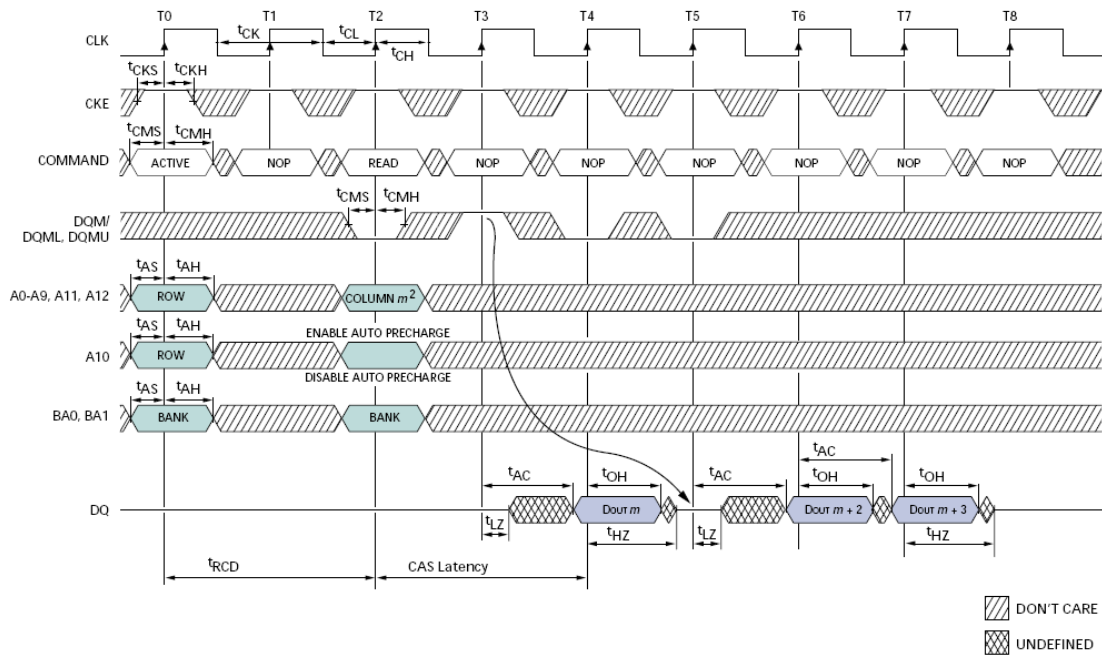 T0 T1 T2 T3 T4 T5 T6 T7 T8
CLK
tCK tCL
tCH
tCKS tCKH
CKE
tCMS tCMH
COMMAND ACTIVE NOP READ NOP NOP NOP NOP NOP NOP
tCMS tCMH
DQM/
DQML, DQMU
tAS tAH
A0-A9, A11, A12 ROW COLUMN m2
tAS tAH
ENABLE AUTO PRECHARGE
A10 ROW
DISABLE AUTO PRECHARGE
tAS tAH
BA0, BA1 BANK BANK
tAC
tAC tOH tAC tOH tOH
DQ DOUT m DOUT m + 2 DOUT m + 3
tLZ tHZ tLZ tHZ
tRCD CAS Latency
DON'T CARE
UNDEFINED